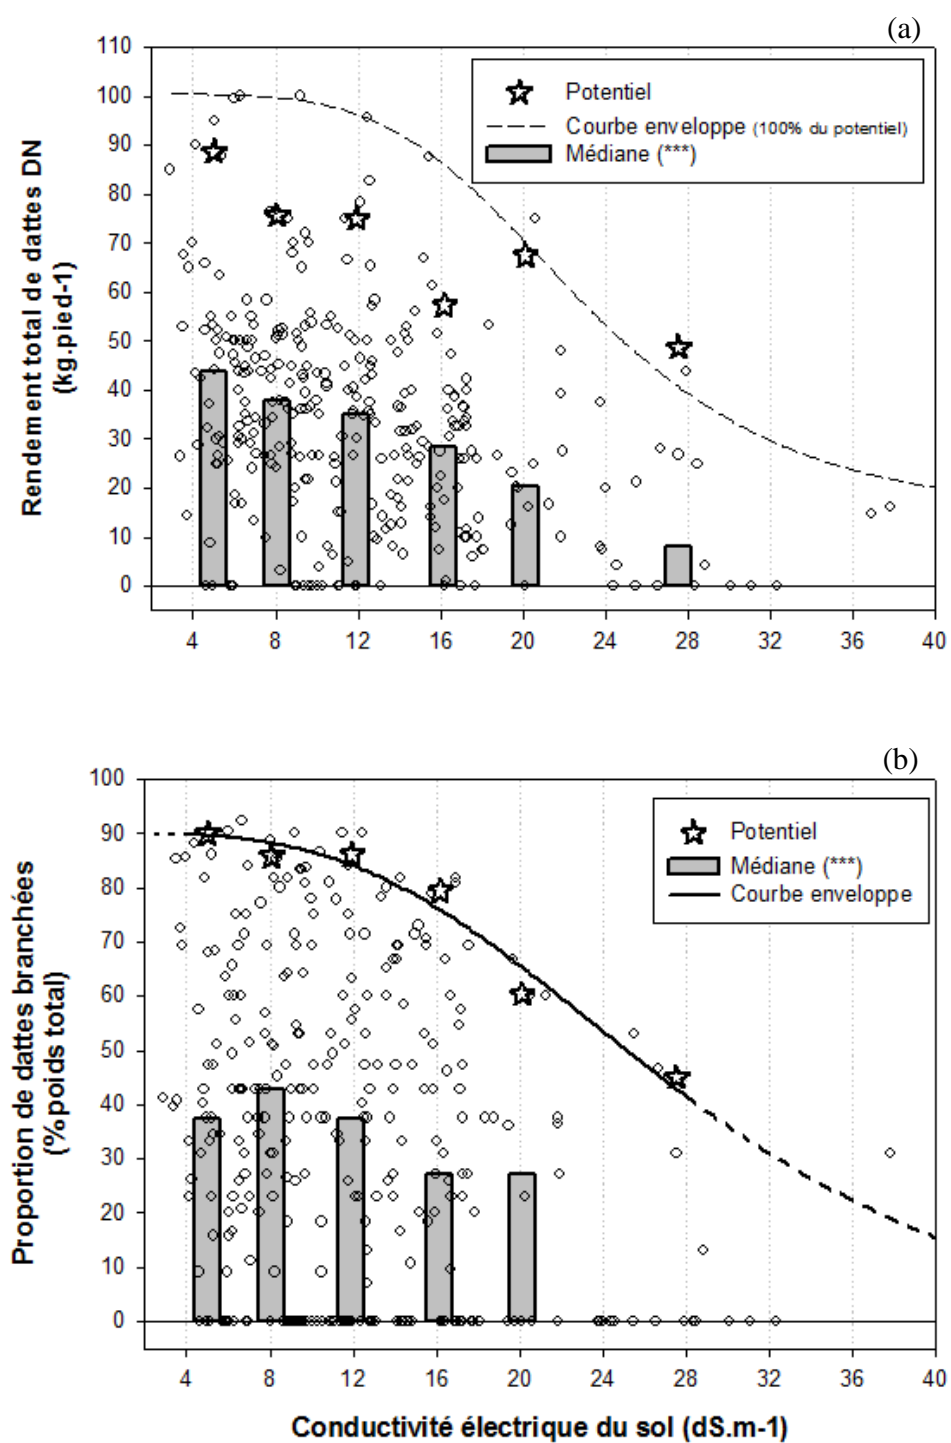 (a)
110
100
90
80
70
60
50
40
30
20
10
0
Rendement total de dattes DN
(kg.pied-1)
Potentiel
Courbe enveloppe (100% du potentiel)
Médiane (***)
4 8 12 16 20 24 28 32 36 40
(b)
100
90
80
70
60
50
40
30
20
10
0
Proportion de dattes branchées
(%poids total)
Potentiel
Médiane (***)
Courbe enveloppe
4 8 12 16 20 24 28 32 36 40
Conductivité électrique du sol (dS.m-1)